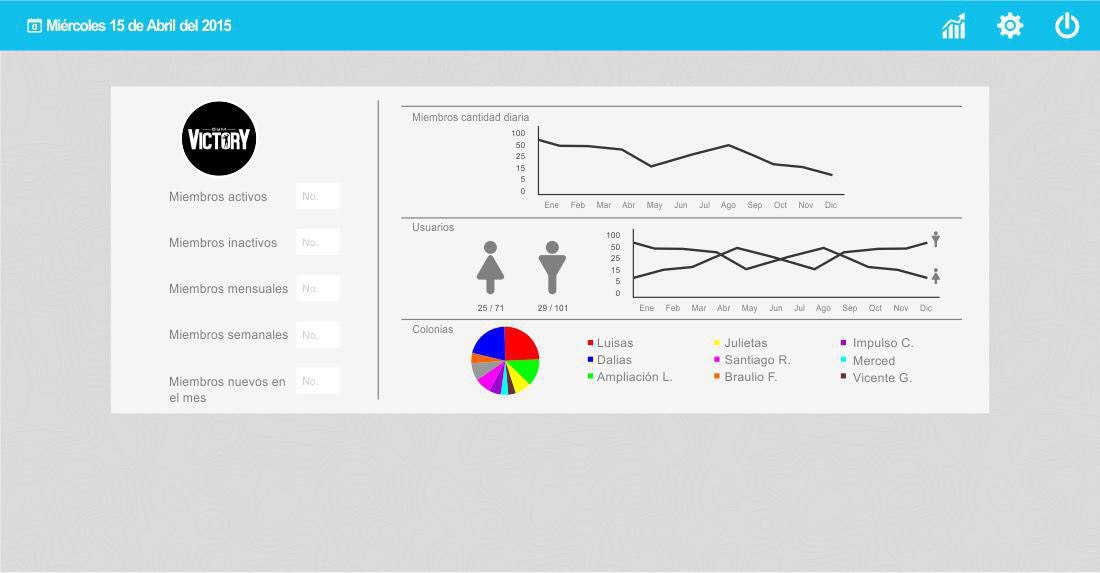 0 Miércoles 15 de Abril del 2015
GYM
VICTORY
Miembros activos No.
Miembros inactivos No.
Miembros mensuales No.
Miembros semanales No.
Miembros nuevos en No.
el mes
Miembros cantidad diaria
100
50
25
15
5
0
Ene Feb Mar Abr May Jun Jul Ago Sep Oct Nov Dic
Usuarios
25 / 71 29 / 101
100
50
25
15
5
0
Ene Feb Mar Abr May Jun Jul Ago Sep Oct Nov Dic
Colonias
Luisas Julietas Impulso C.
Dalias Santiago R. Merced
Ampliación L. Braulio F. Vicente G.